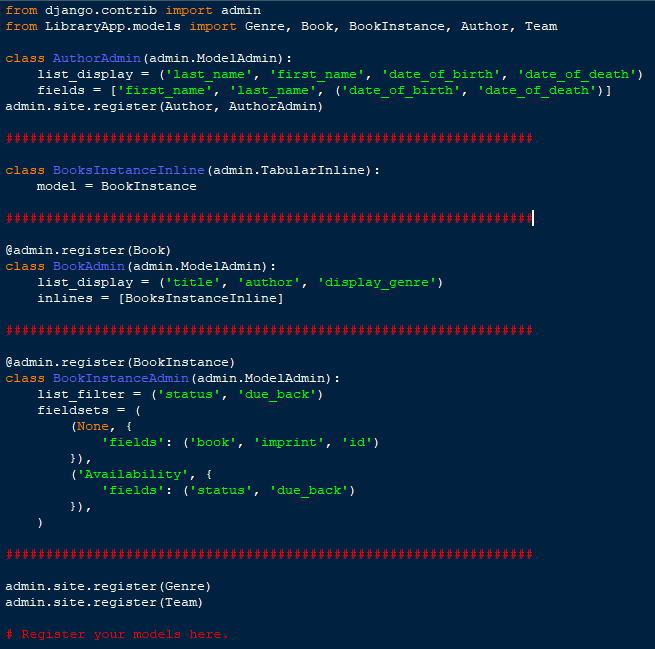 from django.contrib import admin
from LibraryApp.models import Genre, Book, BookInstance, Author, Team
class AuthorAdmin(admin.ModelAdmin):
    list_display = ('last_name', 'first_name', 'date_of_birth', 'date_of_death')
    fields = ['first_name', 'last_name', ('date_of_birth', 'date_of_death')]
admin.site.register(Author, AuthorAdmin)
##################################################################
class BooksInstanceInline(admin.TabularInline):
    model = BookInstance
##################################################################
@admin.register(Book)
class BookAdmin(admin.ModelAdmin):
    list_display = ('title', 'author', 'display_genre')
    inlines = [BooksInstanceInline]
##################################################################
@admin.register(BookInstance)
class BookInstanceAdmin(admin.ModelAdmin):
    list_filter = ('status', 'due_back')
    fieldsets = (
        (None, {
            'fields': ('book', 'imprint', 'id')
        }),
        ('Availability', {
            'fields': ('status', 'due_back')
        }),
    )
##################################################################
admin.site.register(Genre)
admin.site.register(Team)
# Register your models here.